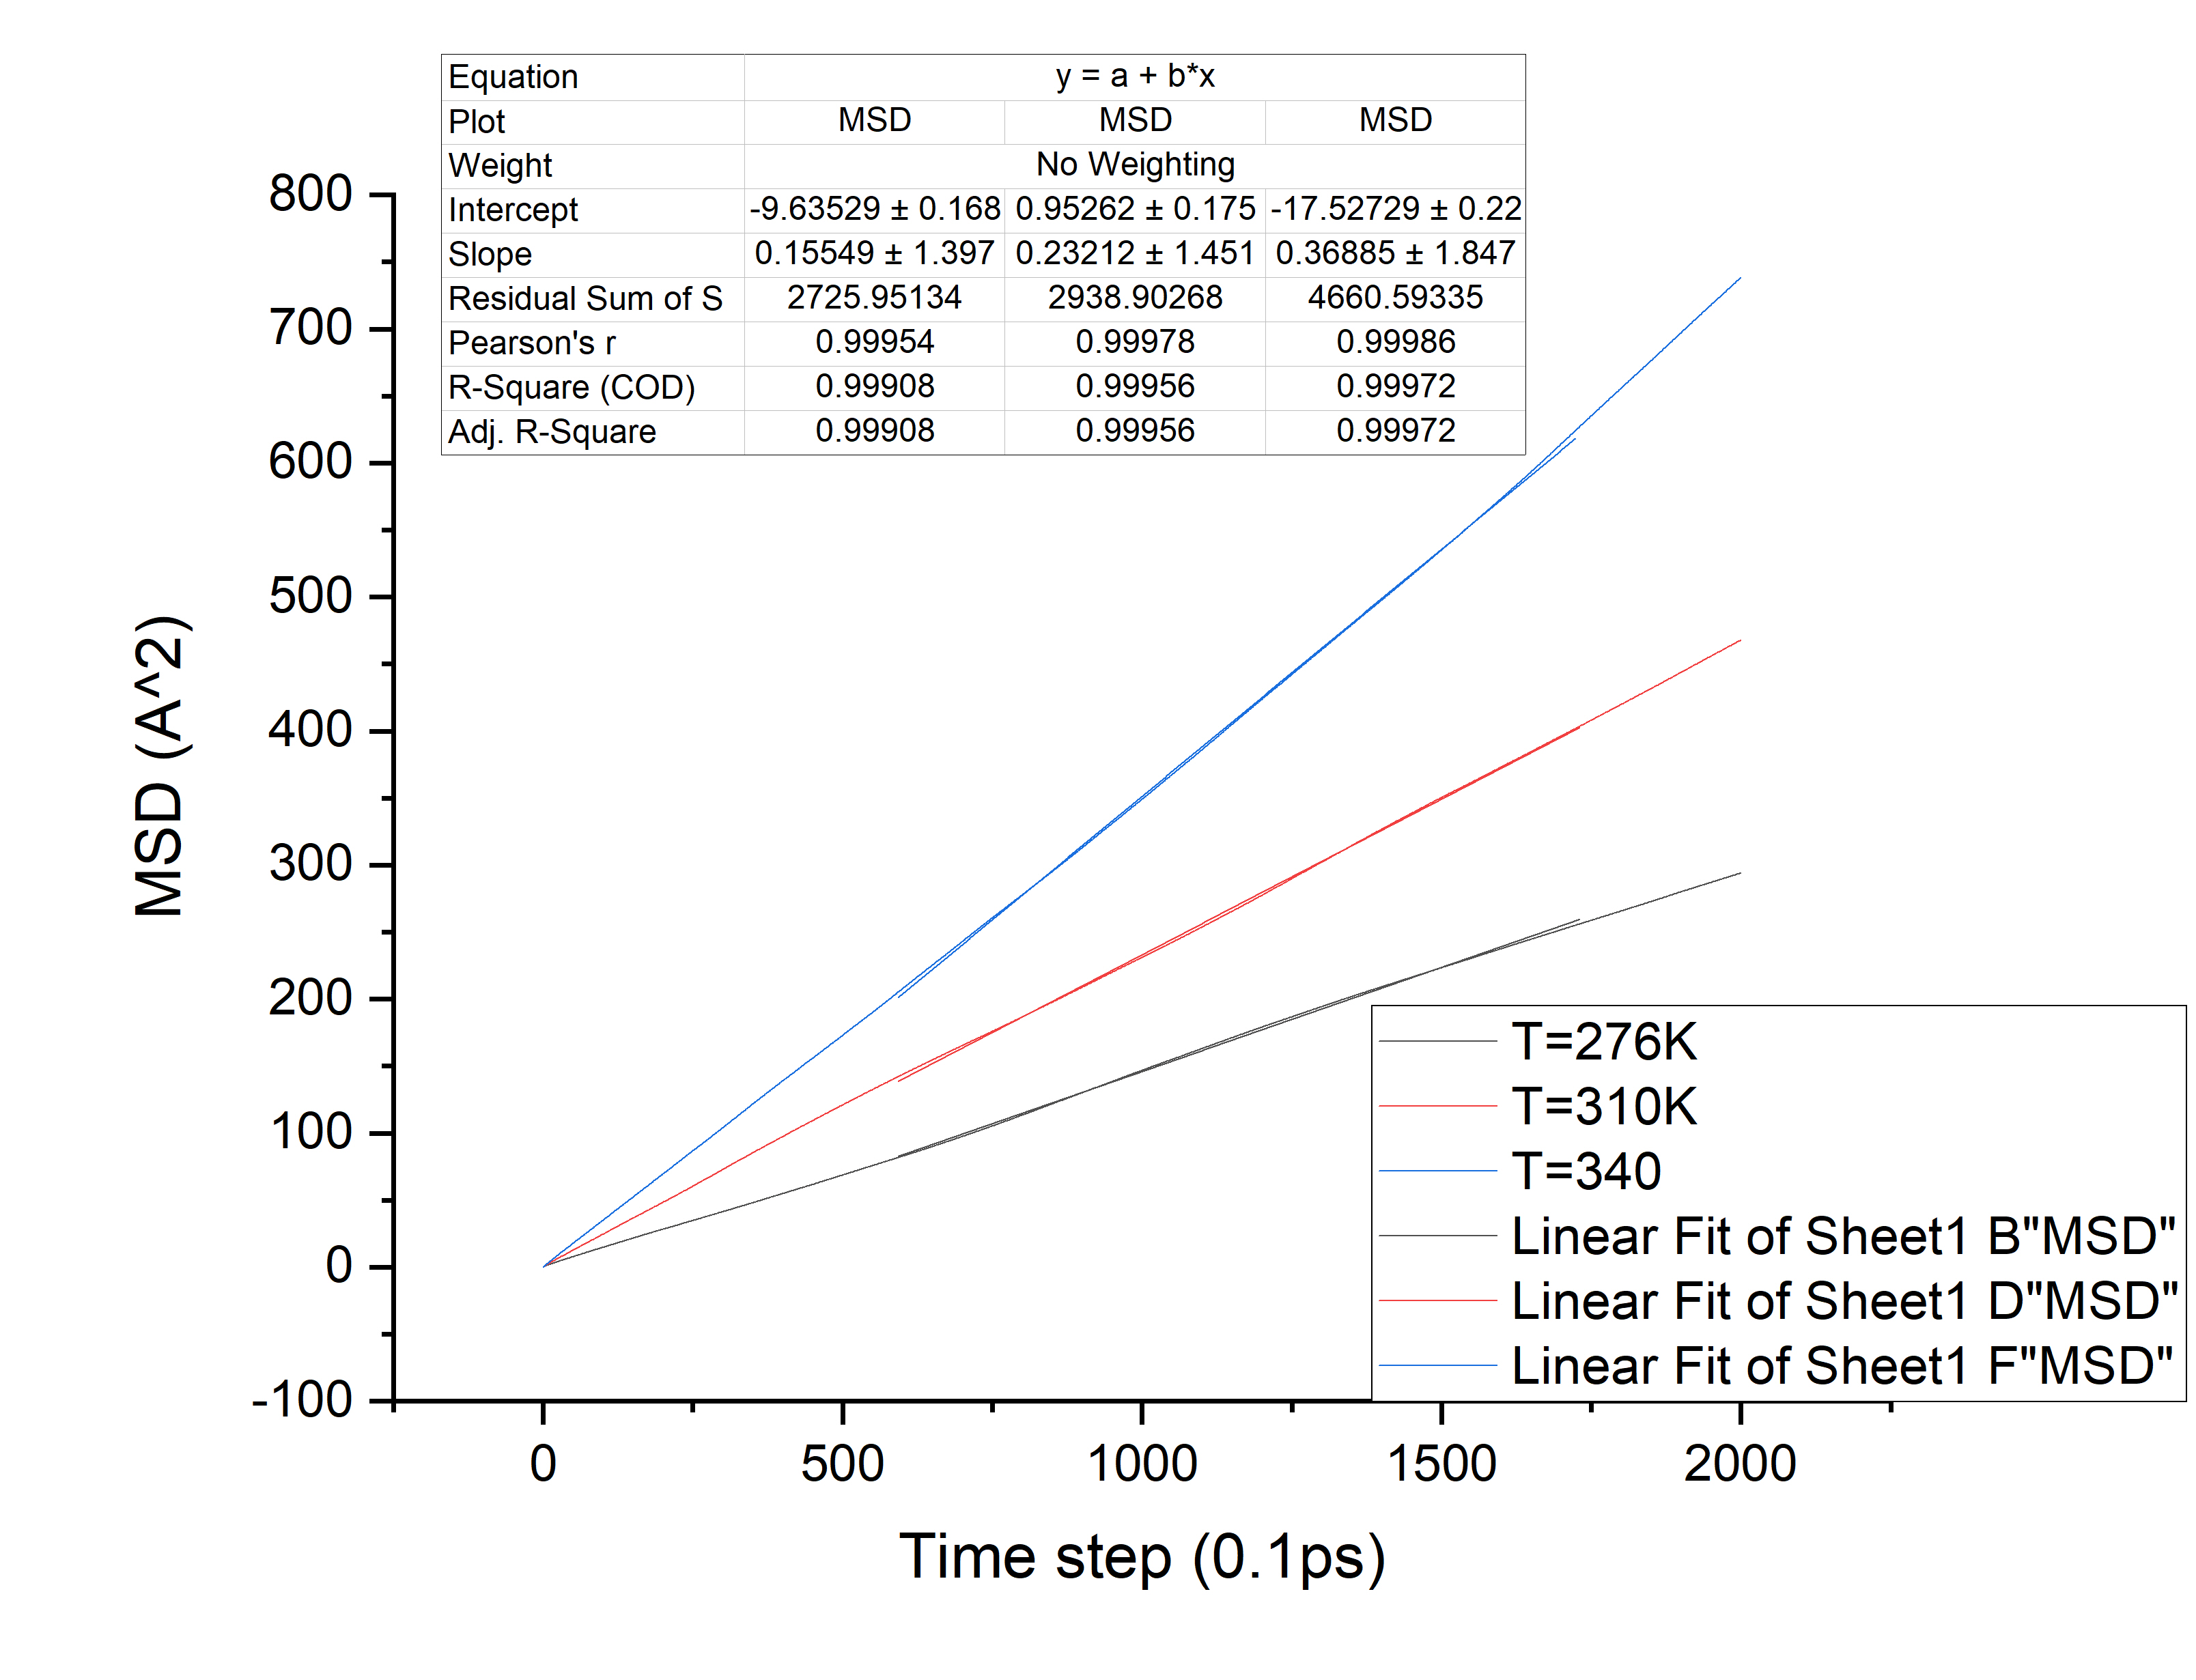 Equation y = a + b*x
Plot MSD MSD MSD
Weight No Weighting
Intercept -9.63529 ± 0.168 0.95262 ± 0.175 -17.52729 ± 0.22
Slope 0.15549 ± 1.397 0.23212 ± 1.451 0.36885 ± 1.847
Residual Sum of S 2725.95134 2938.90268 4660.59335
Pearson's r 0.99954 0.99978 0.99986
R-Square (COD) 0.99908 0.99956 0.99972
Adj. R-Square 0.99908 0.99956 0.99972
800
700
600
500
400
300
200
100
0
-100
MSD (A^2)
T=276K
T=310K
T=340
Linear Fit of Sheet1 B"MSD"
Linear Fit of Sheet1 D"MSD"
Linear Fit of Sheet1 F"MSD"
0 500 1000 1500 2000
Time step (0.1ps)